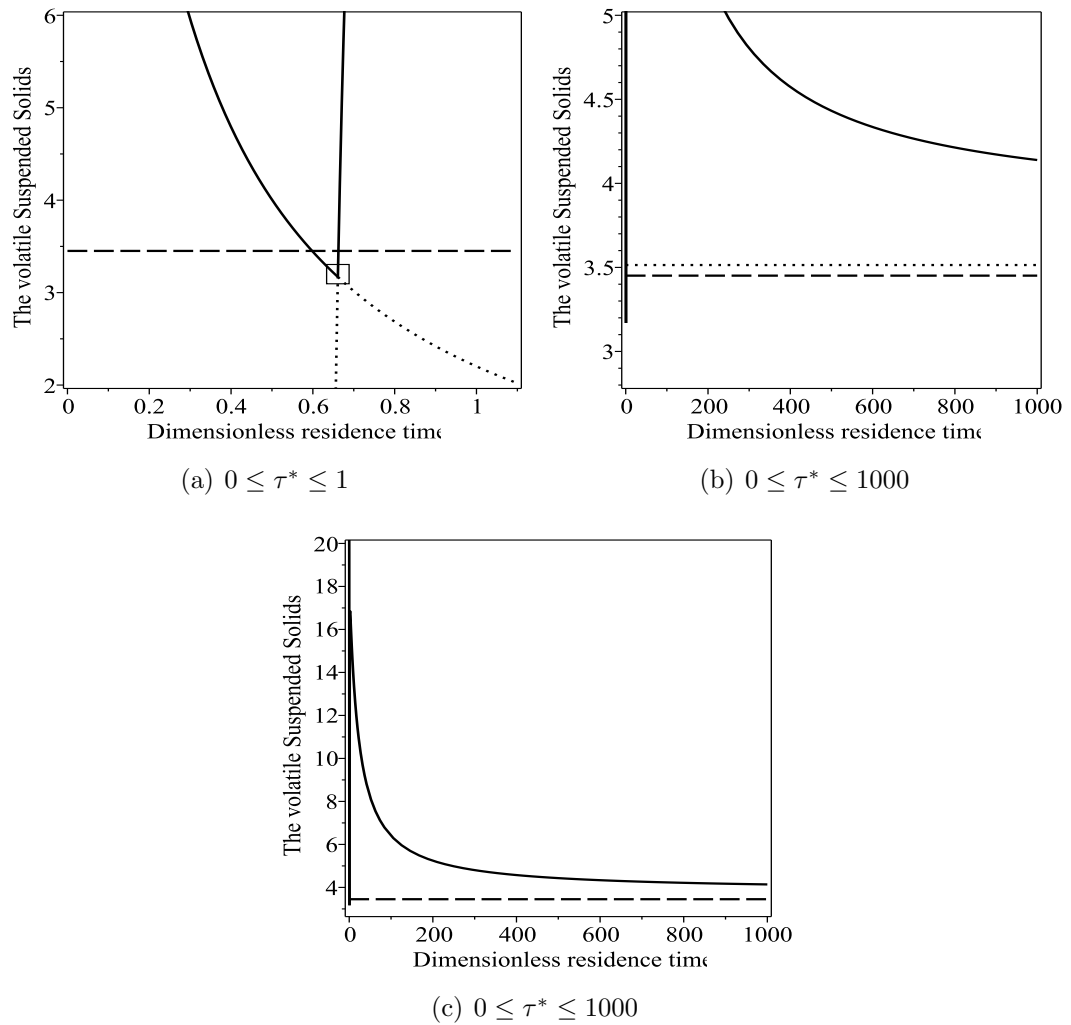 6
5
4
3
2
The volatile Suspended Solids
0 0.2 0.4 0.6 0.8 1
Dimensionless residence time
(a) 0 ≤ τ* ≤ 1
5
4.5
4
3.5
3
The volatile Suspended Solids
0 200 400 600 800 1000
Dimensionless residence time
(b) 0 ≤ τ* ≤ 1000
20
18
16
14
12
10
8
6
4
The volatile Suspended Solids
0 200 400 600 800 1000
Dimensionless residence time
(c) 0 ≤ τ* ≤ 1000